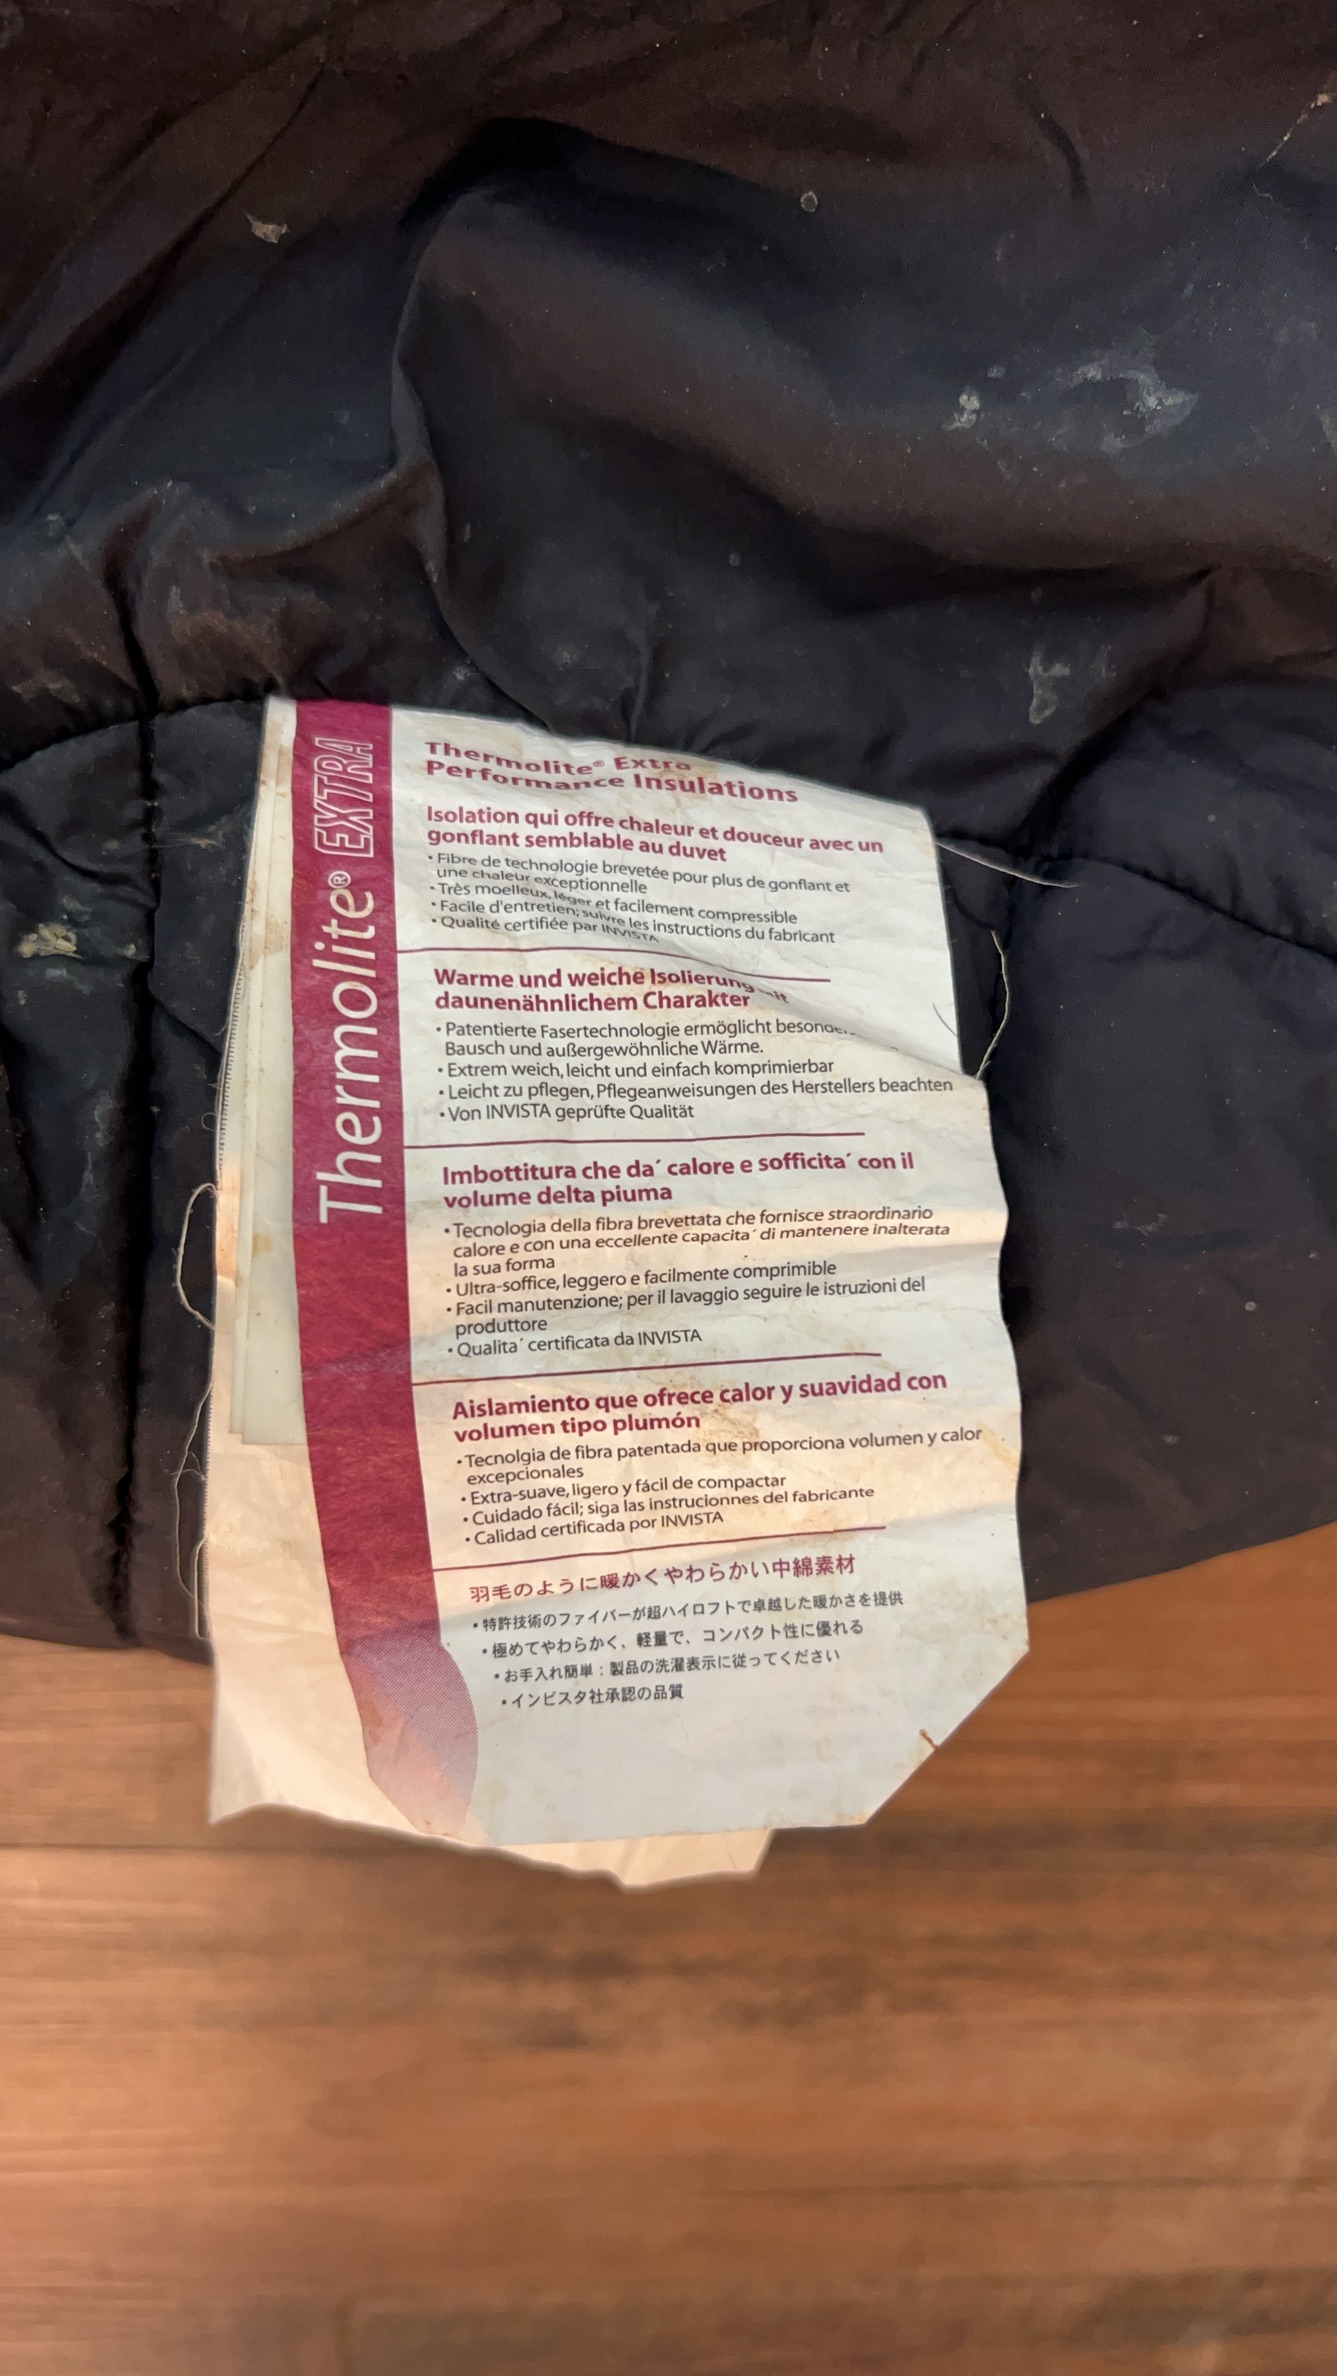 Thermolite® EXTRA
Thermolite® Extra
Performance Insulations
Isolation qui offre chaleur et douceur avec un
gonflant semblable au duvet
• Fibre de technologie brevetée pour plus de gonflant et
une chaleur exceptionnelle
• Très moelleux, léger et facilement compressible
• Facile d'entretien; suivre les instructions du fabricant
• Qualité certifiée par INVISTA
Warme und weiche Isolierung
daunenähnlichem Charakter
• Patentierte Fasertechnologie ermöglicht
Bausch und außergewöhnliche Wärme.
• Extrem weich, leicht und einfach komprimierbar
• Leicht zu pflegen, Pflegeanweisungen des Herstellers beachten
• Von INVISTA geprüfte Qualität
Imbottitura che da´ calore e sofficita´ con il
volume delta piuma
• Tecnologia della fibra brevettata che fornisce straordinario
calore e con una eccellente capacita´ di mantenere inalterata
la sua forma
• Ultra-soffice, leggero e facilmente comprimible
• Facil manutenzione; per il lavaggio seguire le istruzioni del
produttore
• Qualita´ certificata da INVISTA
Aislamiento que ofrece calor y suavidad con
volumen tipo plumón
• Tecnolgia de fibra patentada que proporciona volumen y calor
excepcionales
• Extra-suave, ligero y fácil de compactar
• Cuidado fácil; siga las instrucionnes del fabricante
• Calidad certificada por INVISTA
羽毛のように暖かくやわらかい中綿素材
• 特許技術のファイバーが超ハイロフトで卓越した暖かさを提供
• 極めてやわらかく、軽量で、コンパクト性に優れる
• お手入れ簡単：製品の洗濯表示に従ってください
• インビスタ社承認の品質